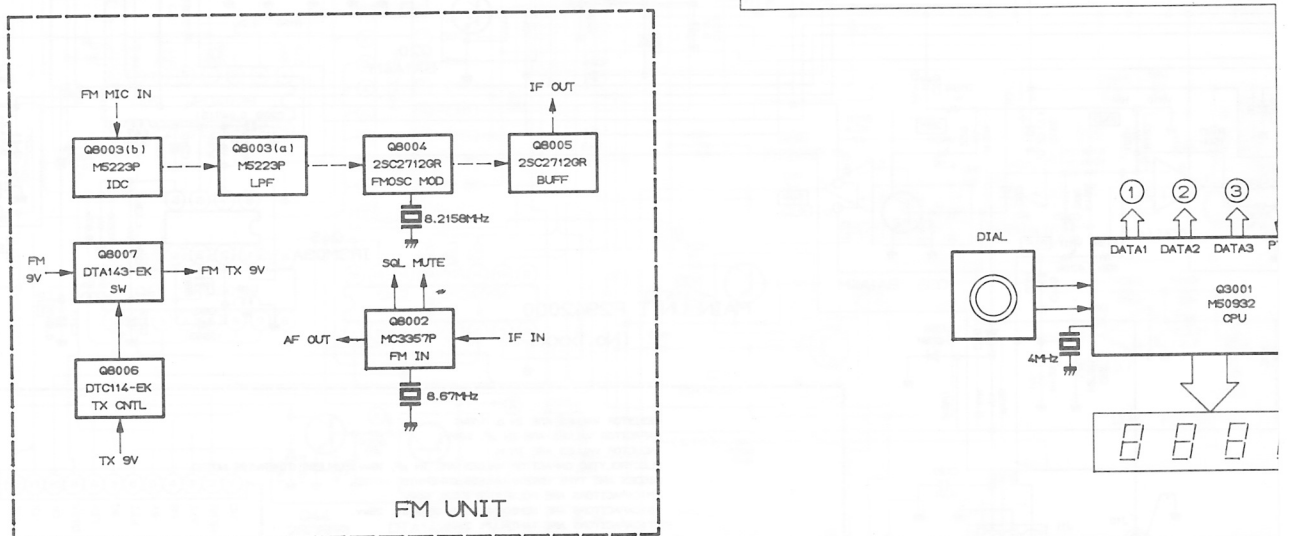 FM MIC IN
IF OUT
Q8003(b)
M5223P
IDC
Q8003(a)
M5223P
LPF
Q8004
2SC2712GR
FMOSC MOD
Q8005
2SC2712GR
BUFF
8.2158MHz
FM
9V
Q8007
DTA143-EK
SW
FM TX 9V
SQL MUTE
AF OUT
Q8002
MC3357P
FM IN
IF IN
8.67MHz
Q8006
DTC114-EK
TX CNTL
TX 9V
FM UNIT
1
2
3
DIAL
DATA1
DATA2
DATA3
Q3001
M50932
CPU
4MHz
8 8 8